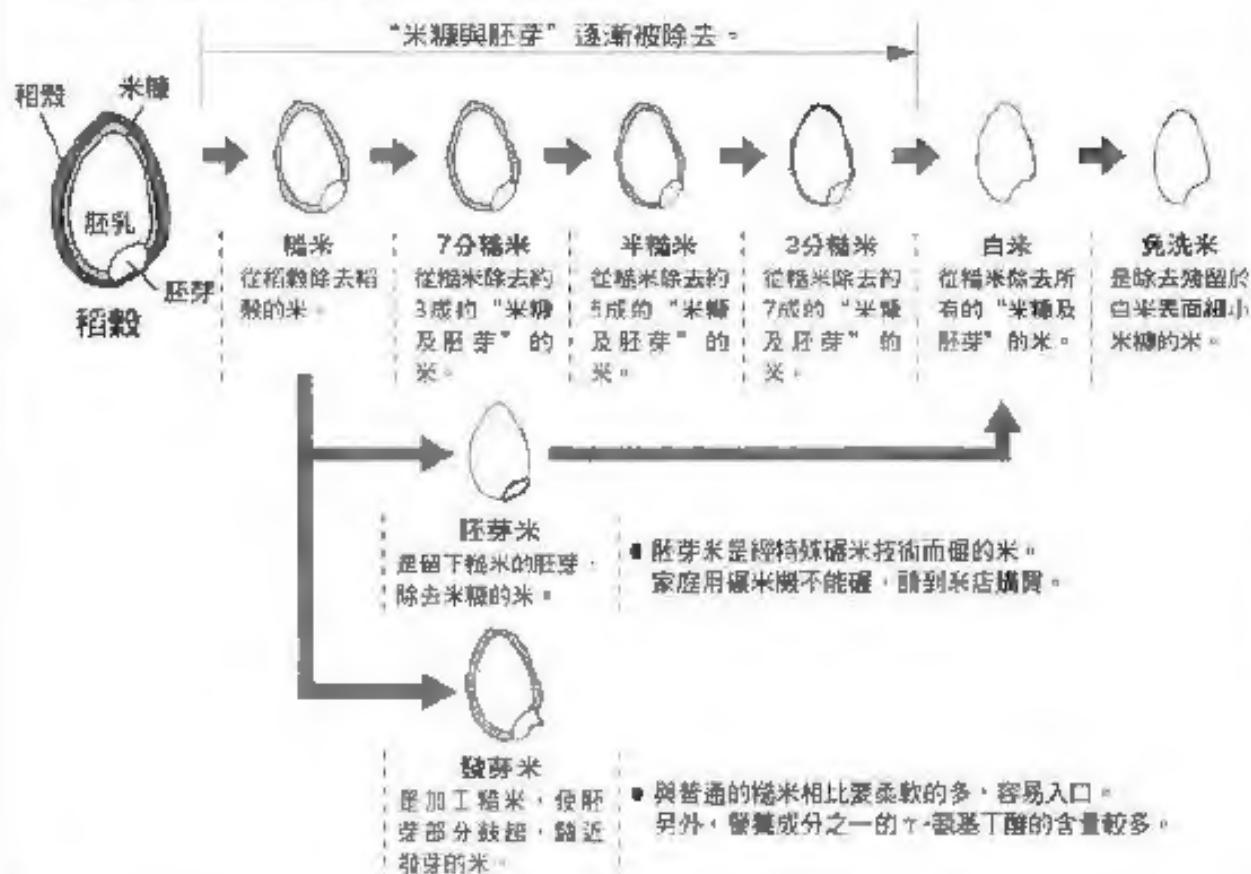 “米糠與胚芽”逐漸被除去。
稻殼
米糠
胚乳
胚芽
稻穀
糙米
從稻穀除去稻
殼的米。
7分糙米
從糙米除去約
3成的“米糠
及胚芽”的
米。
半糙米
從糙米除去約
5成的“米糠
及胚芽”的
米。
3分糙米
從糙米除去約
7成的“米糠
及胚芽”的
米。
白米
從糙米除去所
有的“米糠及
胚芽”的米。
免洗米
是除去殘留於
白米表面細小
米糠的米。
胚芽米
是留下糙米的胚芽,
除去米糠的米。
■ 胚芽米是經特殊碾米技術而碾的米。
家庭用碾米機不能碾,請到米店購買。
發芽米
是加工糙米,使胚
芽部分鼓起,臨近
發芽的米。
● 與普通的糙米相比要柔軟的多,容易入口。
另外,營養成分之一的γ-氨基丁酸的含量較多。